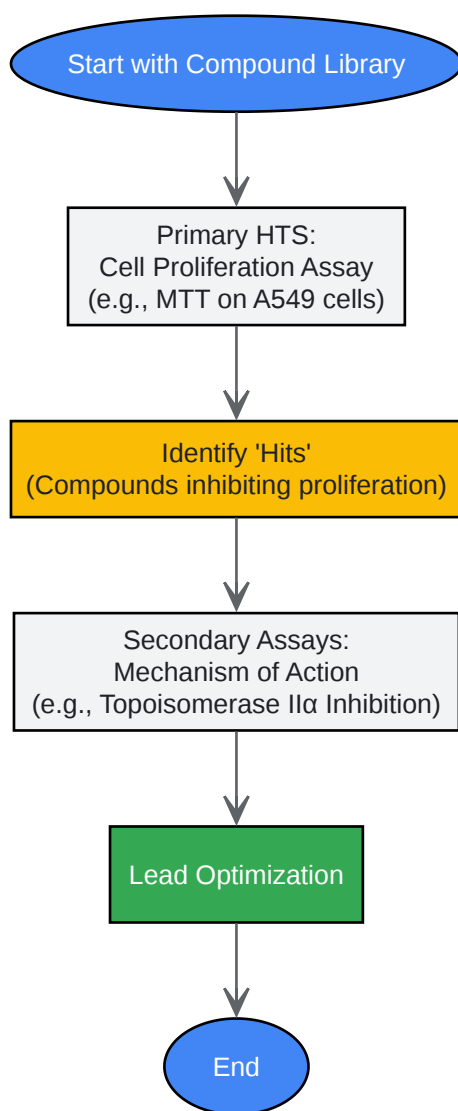 Start with Compound Library
Primary HTS:
Cell Proliferation Assay
(e.g., MTT on A549 cells)
Identify 'Hits'
(Compounds inhibiting proliferation)
Secondary Assays:
Mechanism of Action
(e.g., Topoisomerase IIα Inhibition)
Lead Optimization
End